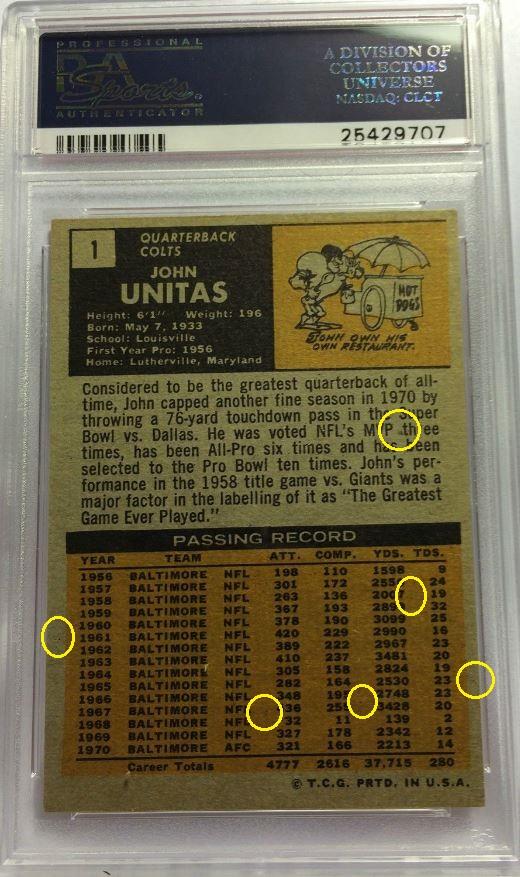 PROFESSIONAL
PSA
Sports
AUTHENTICATOR
A DIVISION OF
COLLECTORS
UNIVERSE
NASDAQ: CLCT
25429707
1
QUARTERBACK
COLTS
JOHN
UNITAS
Height: 6'1" Weight: 196
Born: May 7, 1933
School: Louisville
First Year Pro: 1956
Home: Lutherville, Maryland
HOT
DOGS
JOHN OWN HIS
OWN RESTAURANT.
Considered to be the greatest quarterback of all-
time, John capped another fine season in 1970 by
throwing a 76-yard touchdown pass in the Super
Bowl vs. Dallas. He was voted NFL's MVP three
times, has been All-Pro six times and has been
selected to the Pro Bowl ten times. John's per-
formance in the 1958 title game vs. Giants was a
major factor in the labelling of it as "The Greatest
Game Ever Played."
PASSING RECORD
YEAR TEAM ATT. COMP. YDS. TDS.
1956 BALTIMORE NFL 198 110 1598 9
1957 BALTIMORE NFL 301 172 24
1958 BALTIMORE NFL 263 136 2007 19
1959 BALTIMORE NFL 367 193 32
1960 BALTIMORE NFL 378 190 3099 25
1961 BALTIMORE NFL 420 229 2990 16
1962 BALTIMORE NFL 389 222 2967 23
1963 BALTIMORE NFL 410 237 3481 20
1964 BALTIMORE NFL 305 158 2824 19
1965 BALTIMORE NFL 282 164 2530 23
1966 BALTIMORE NFL 348 2748
1967 BALTIMORE NFL 3428 20
1968 BALTIMORE NFL 32 11 139 2
1969 BALTIMORE NFL 327 178 2342 12
1970 BALTIMORE AFC 321 166 2213 14
Career Totals 4777 2616 37,715 280
© T.C.G. PRTD. IN U.S.A.